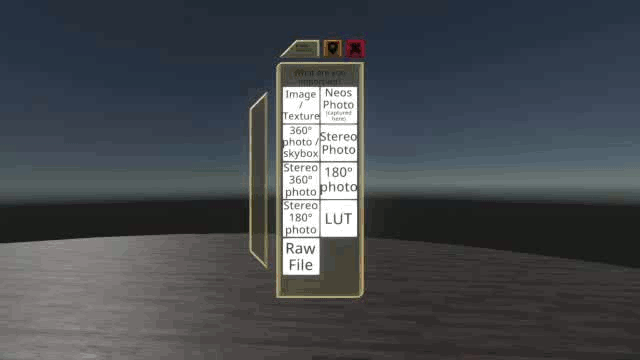 What are you
importing?
Image
/
Texture
Neos
Photo
(captured
here)
360°
photo /
skybox
Stereo
Photo
Stereo
360°
photo
180°
photo
Stereo
180°
photo
LUT
Raw
File